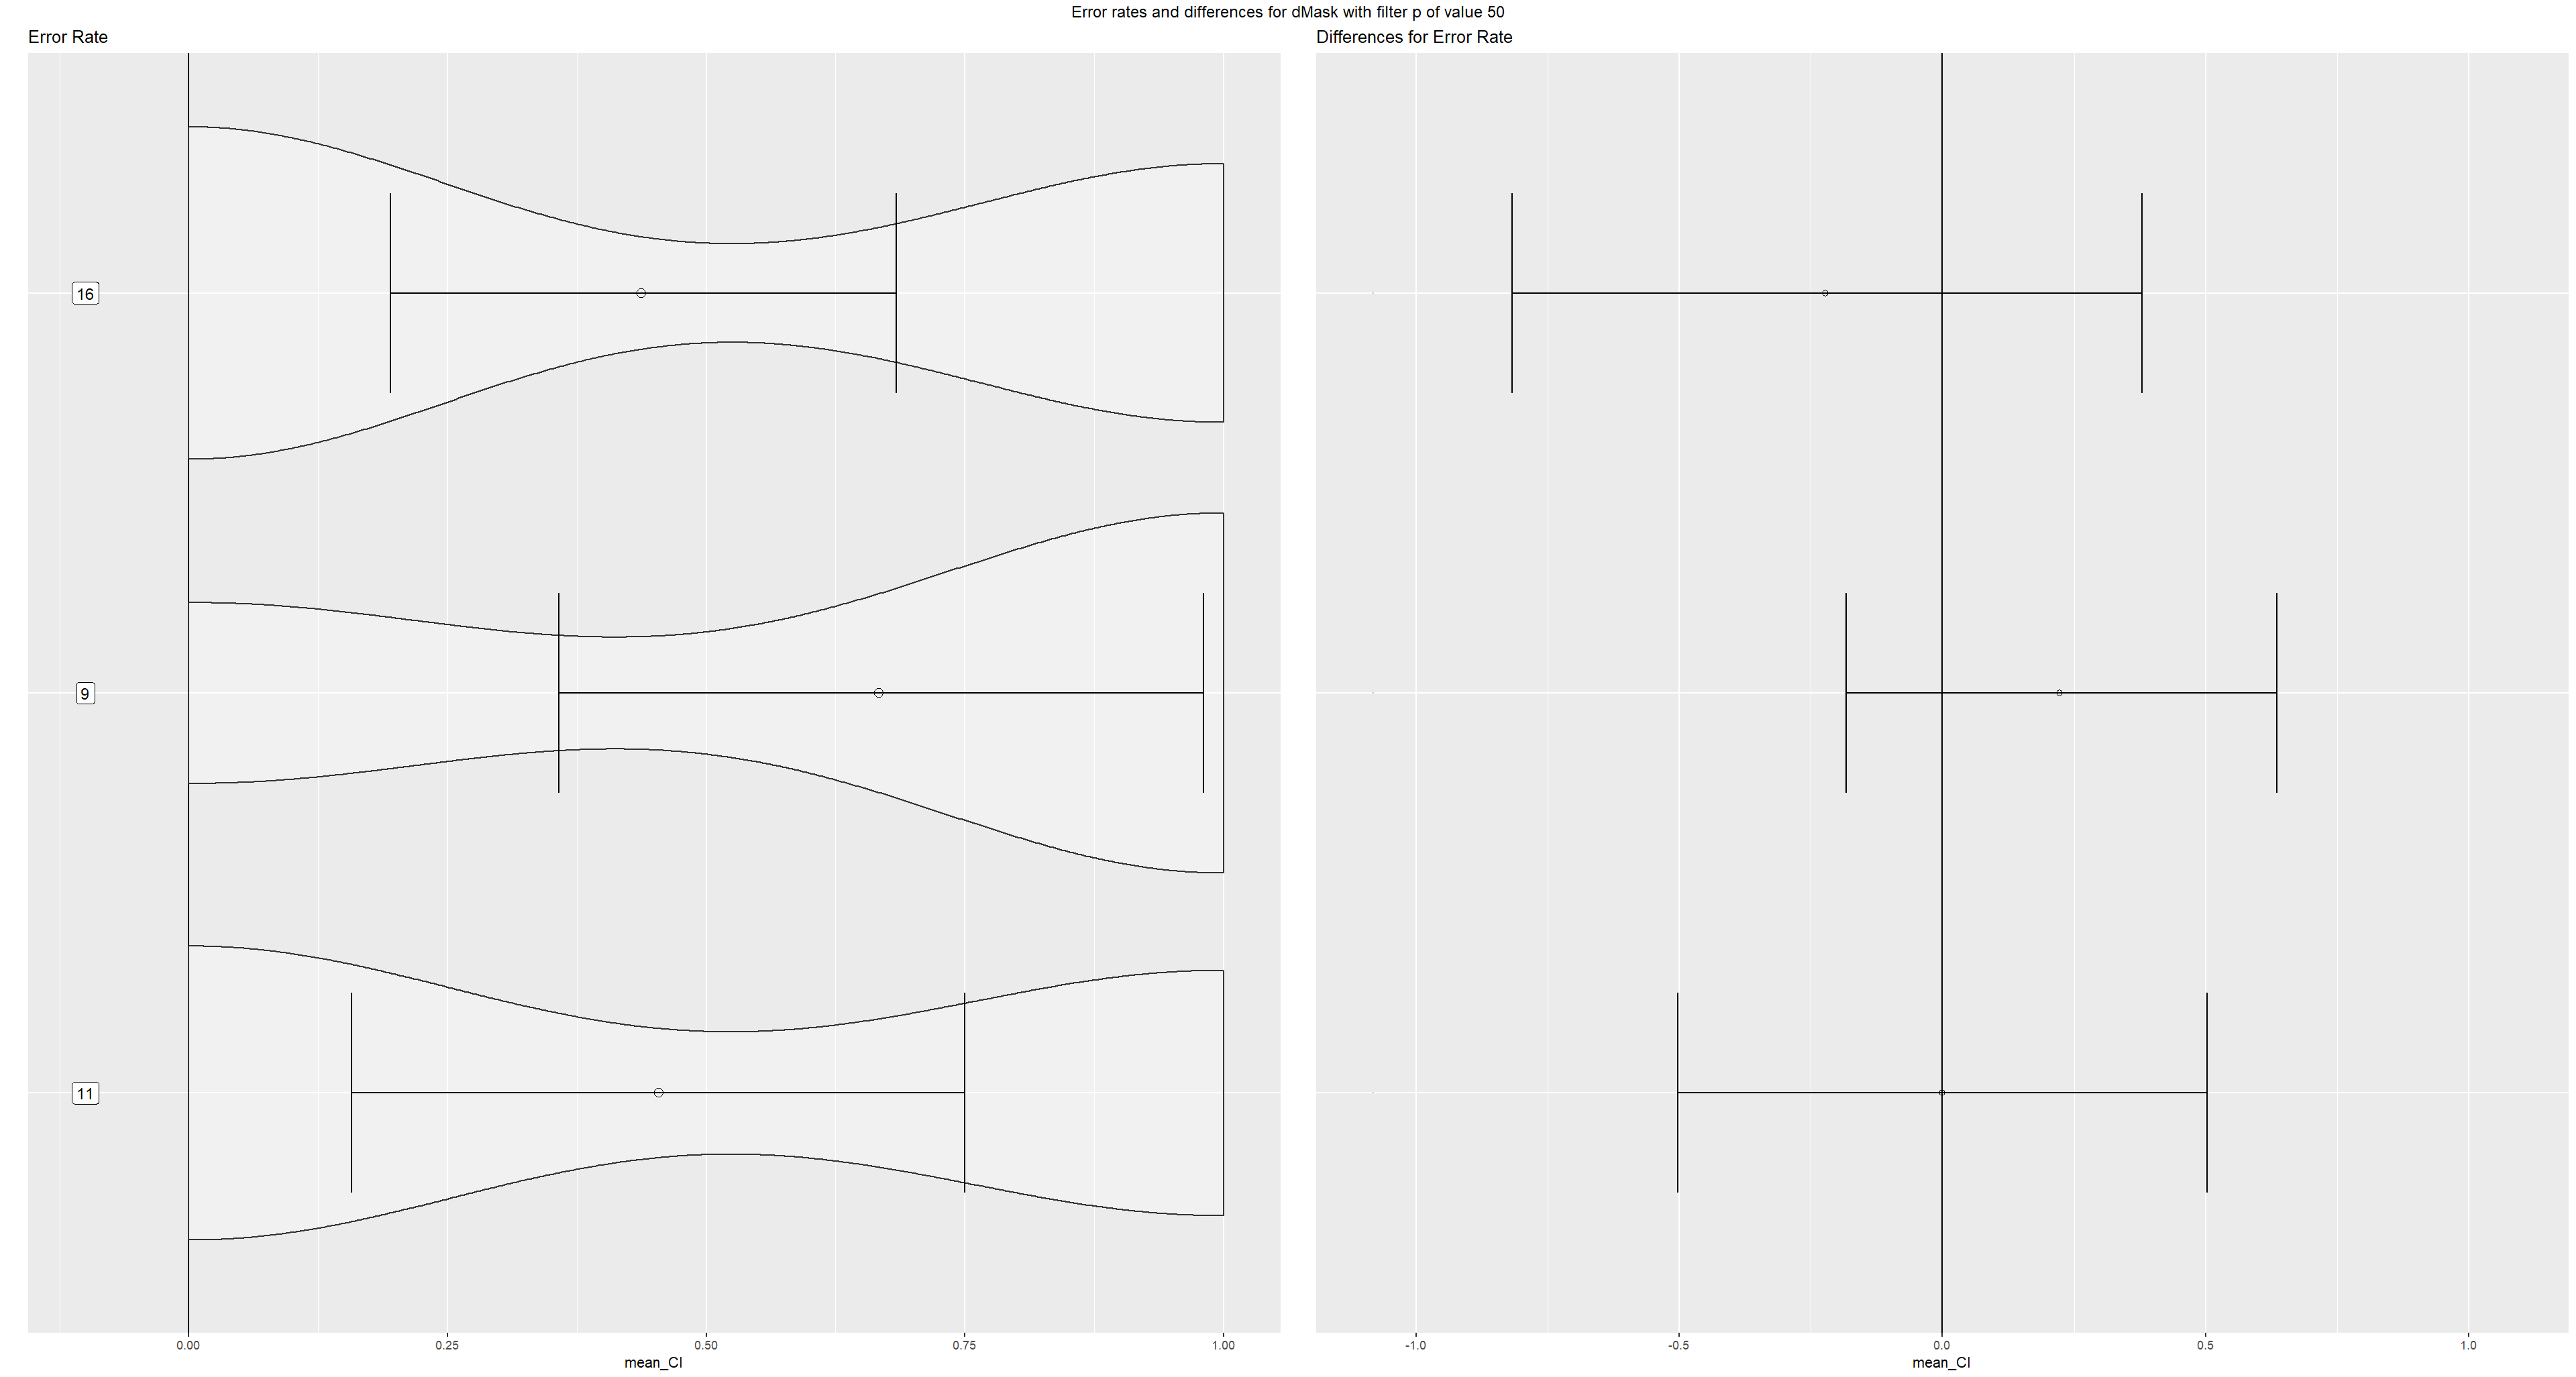 Error rates and differences for dMask with filter p of value 50
Error Rate
16
9
11
0.00 0.25 0.50 0.75 1.00
mean_CI
Differences for Error Rate
-1.0 -0.5 0.0 0.5 1.0
mean_CI